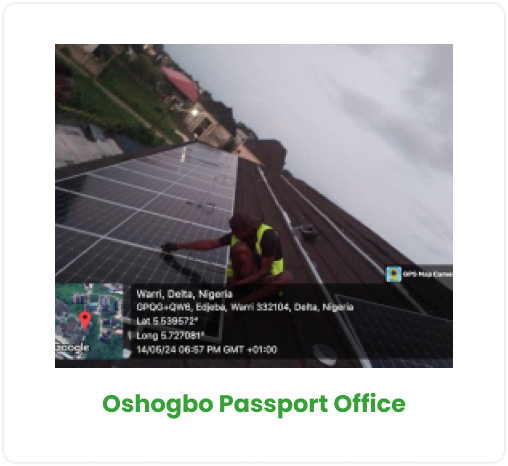 GPS Map Camera
Warri, Delta, Nigeria
GPQG+QW6, Edjeba, Warri 332104, Delta, Nigeria
Lat 5.539572°
Long 5.727081°
14/05/24 06:57 PM GMT +01:00
Google
Oshogbo Passport Office